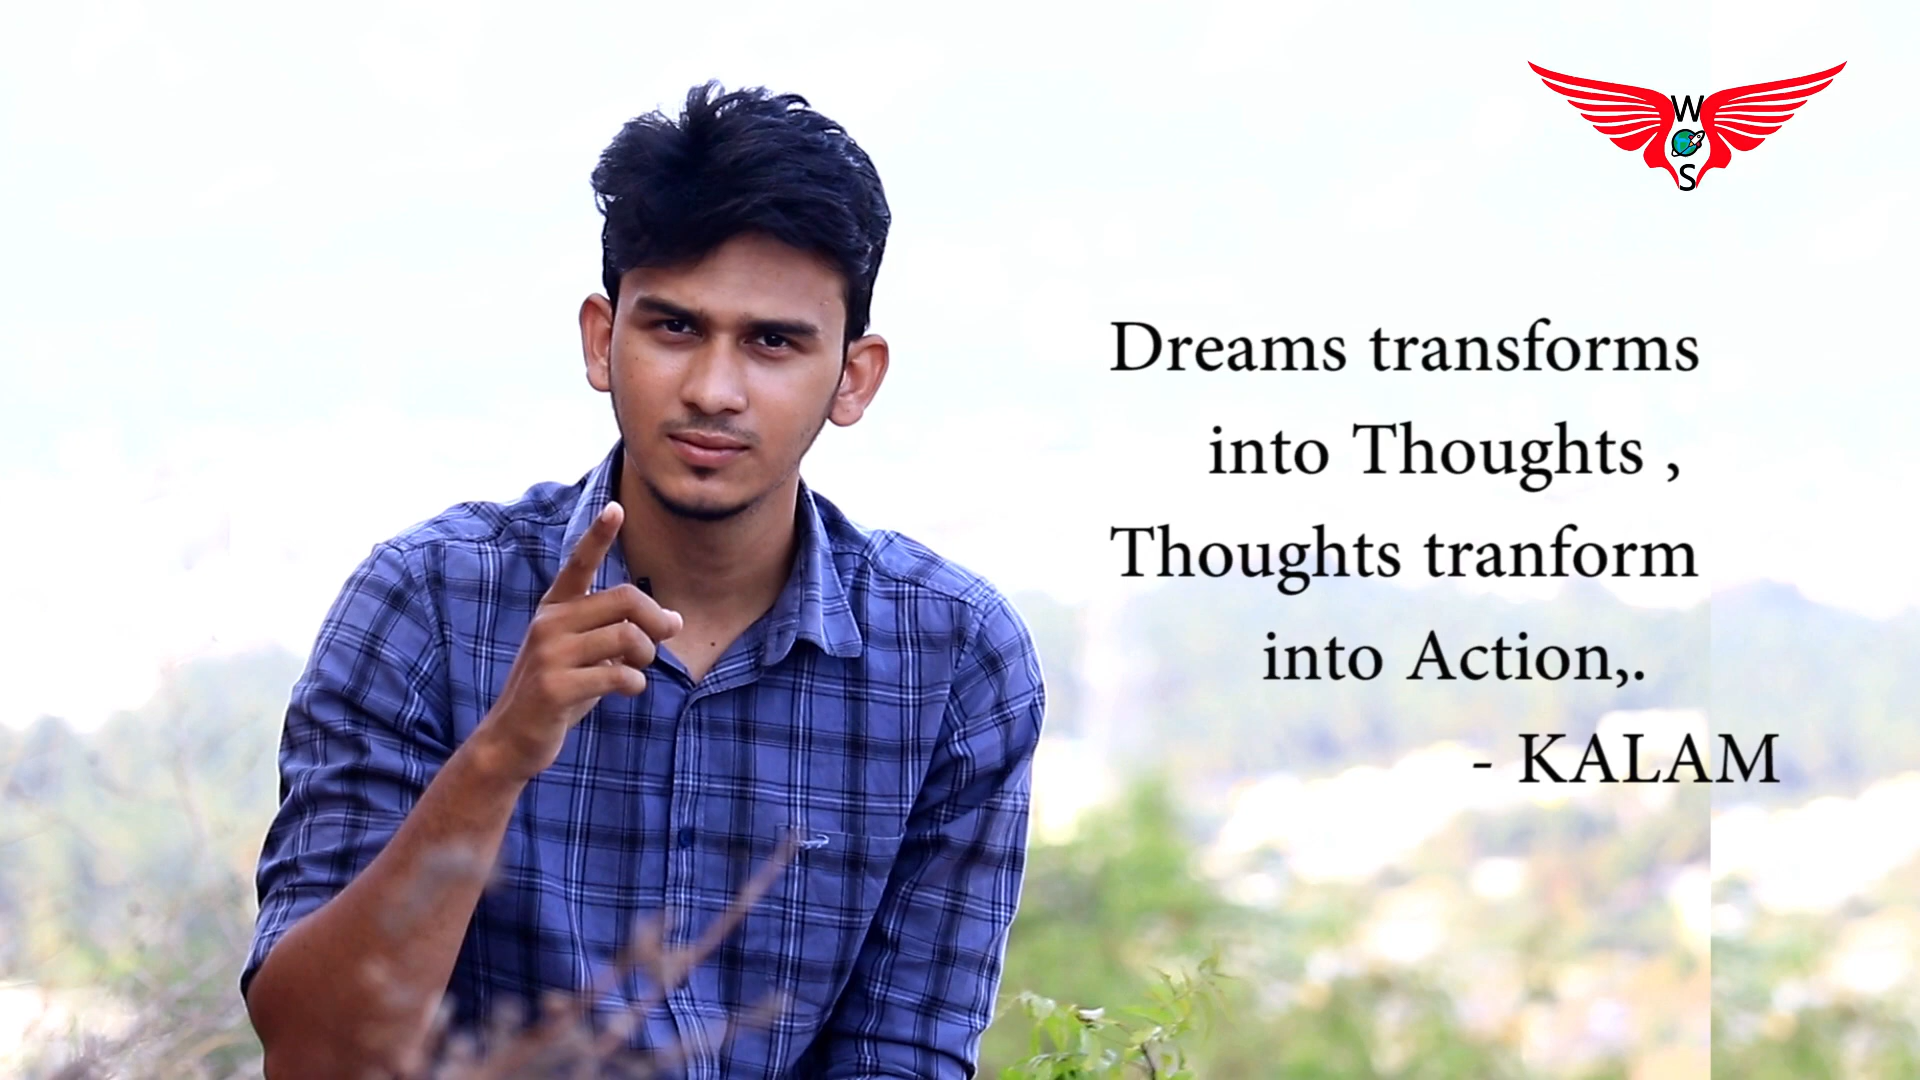 W
S
Dreams transforms
into Thoughts ,
Thoughts tranform
into Action,.
- KALAM